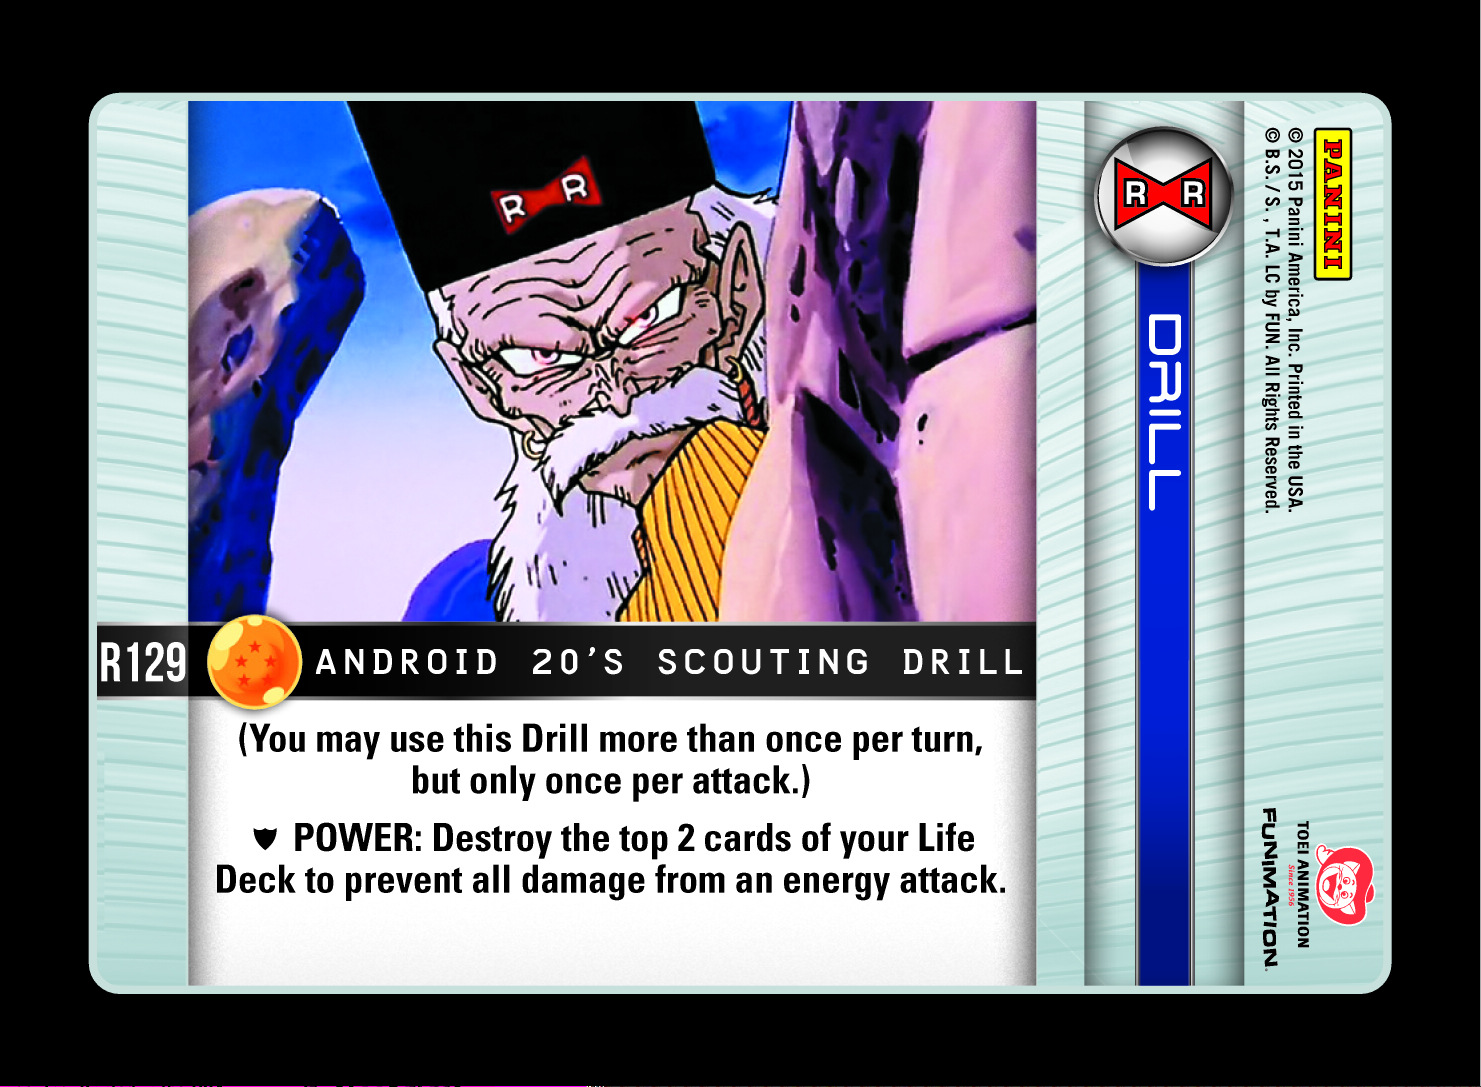 R R
R129
ANDROID 20'S SCOUTING DRILL
(You may use this Drill more than once per turn,
but only once per attack.)
POWER: Destroy the top 2 cards of your Life
Deck to prevent all damage from an energy attack.
R R
DRILL
PANINI
© 2015 Panini America, Inc. Printed in the USA.
© B.S. / S. , T.A. LC by FUN. All Rights Reserved.
TOEI ANIMATION
Since 1956
FUNIMATION